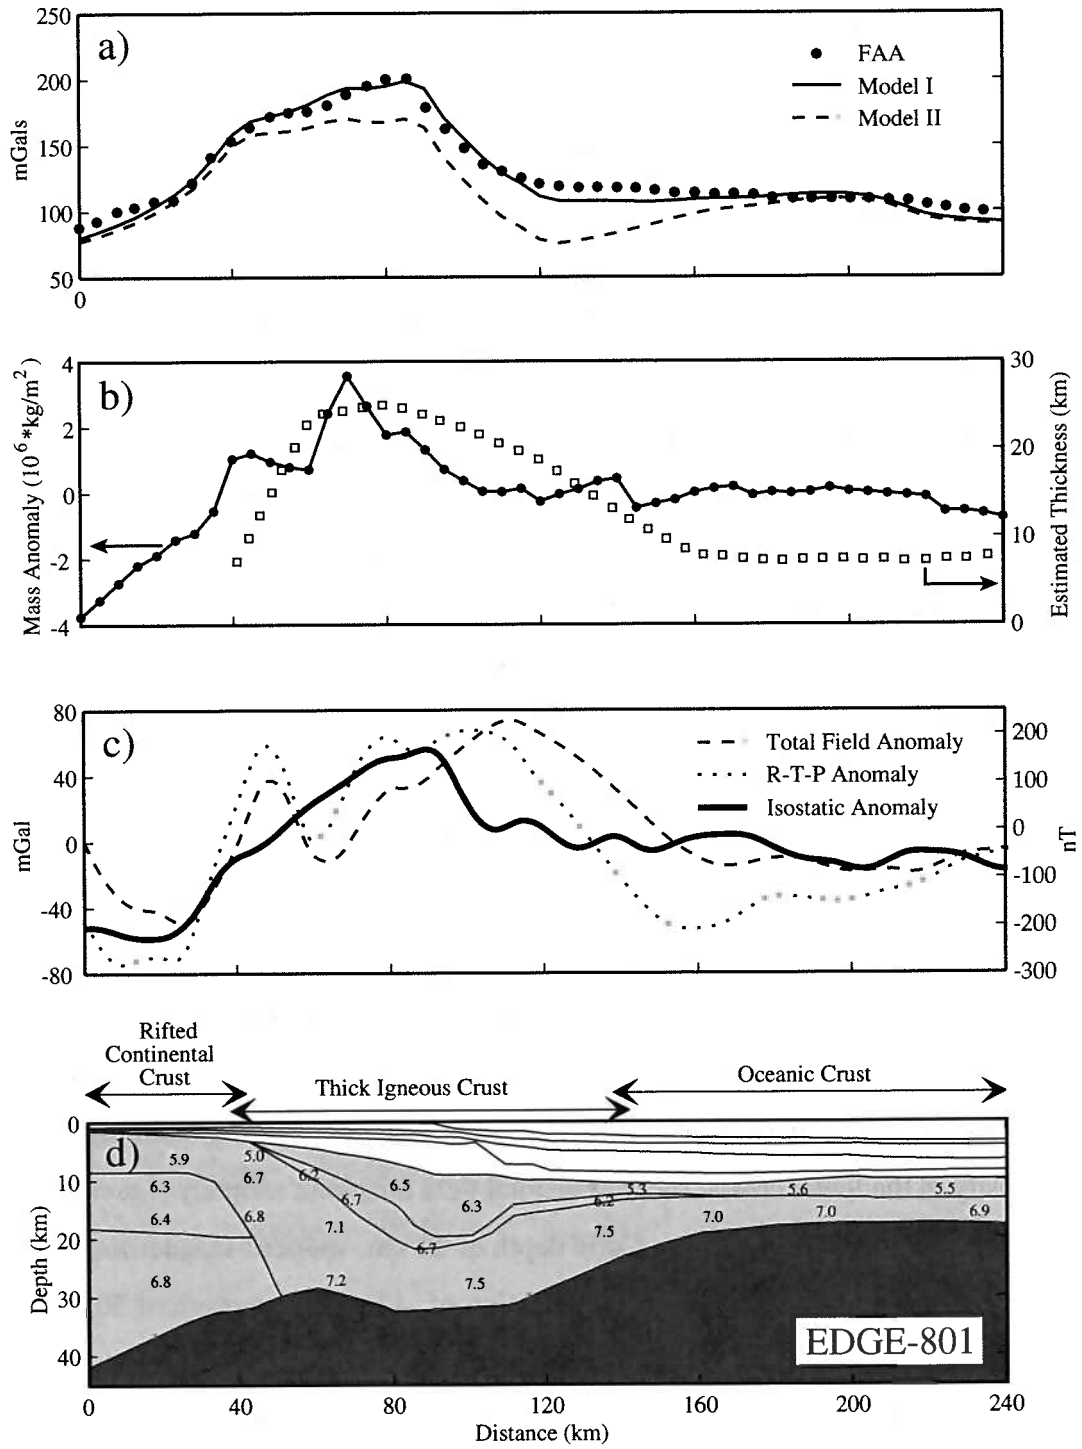 a)
250
200
150
100
50
0
mGals
FAA
Model I
Model II
b)
4
2
0
-2
-4
Mass Anomaly (10^6*kg/m^2)
30
20
10
0
Estimated Thickness (km)
c)
80
40
0
-40
-80
mGal
Total Field Anomaly
R-T-P Anomaly
Isostatic Anomaly
200
100
0
-100
-200
-300
nT
Rifted
Continental
Crust
Thick Igneous Crust
Oceanic Crust
d)
0
10
20
30
40
Depth (km)
5.9 5.0
6.3 6.7 6.2 6.5 5.3 5.6 5.5
6.4 6.8 6.7 6.3 6.2 7.0 7.0 6.9
7.1 6.7 7.5
6.8 7.2 7.5
EDGE-801
0 40 80 120 160 200 240
Distance (km)